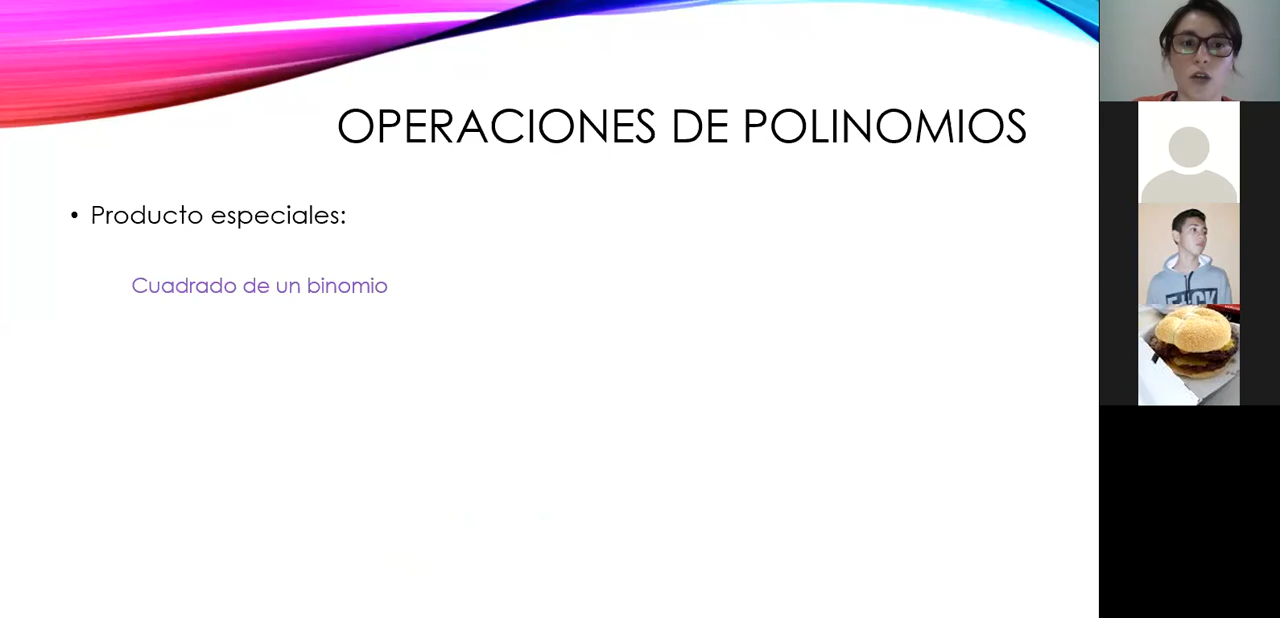 OPERACIONES DE POLINOMIOS
• Producto especiales:
Cuadrado de un binomio